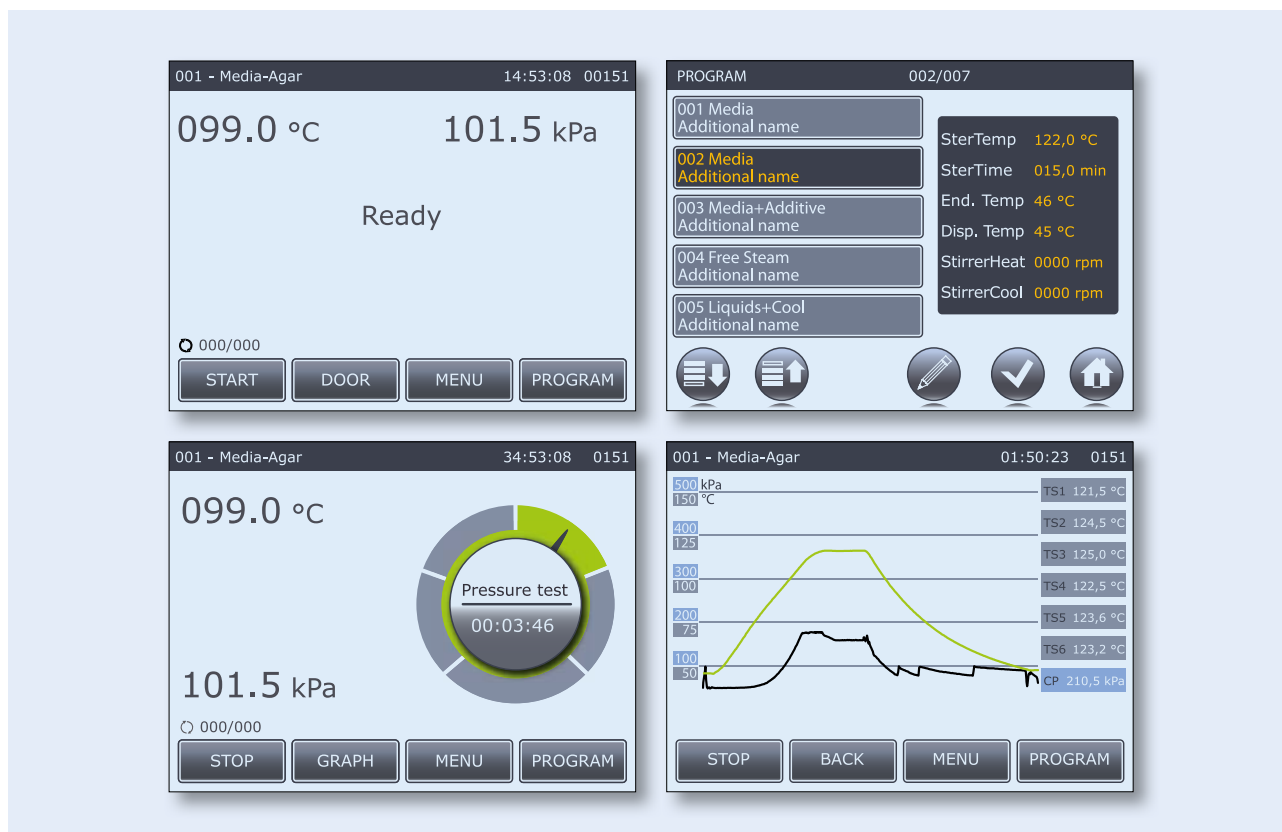 001 - Media-Agar 14:53:08 00151
099.0 °C 101.5 kPa
Ready
000/000
START DOOR MENU PROGRAM
PROGRAM 002/007
001 Media
Additional name
002 Media
Additional name
003 Media+Additive
Additional name
004 Free Steam
Additional name
005 Liquids+Cool
Additional name
SterTemp 122,0 °C
SterTime 015,0 min
End. Temp 46 °C
Disp. Temp 45 °C
StirrerHeat 0000 rpm
StirrerCool 0000 rpm
001 - Media-Agar 34:53:08 0151
099.0 °C
Pressure test
00:03:46
101.5 kPa
000/000
STOP GRAPH MENU PROGRAM
001 - Media-Agar 01:50:23 0151
500 kPa
150 °C
400
125
300
100
200
75
100
50
TS1 121,5 °C
TS2 124,5 °C
TS3 125,0 °C
TS4 122,5 °C
TS5 123,6 °C
TS6 123,2 °C
CP 210,5 kPa
STOP BACK MENU PROGRAM